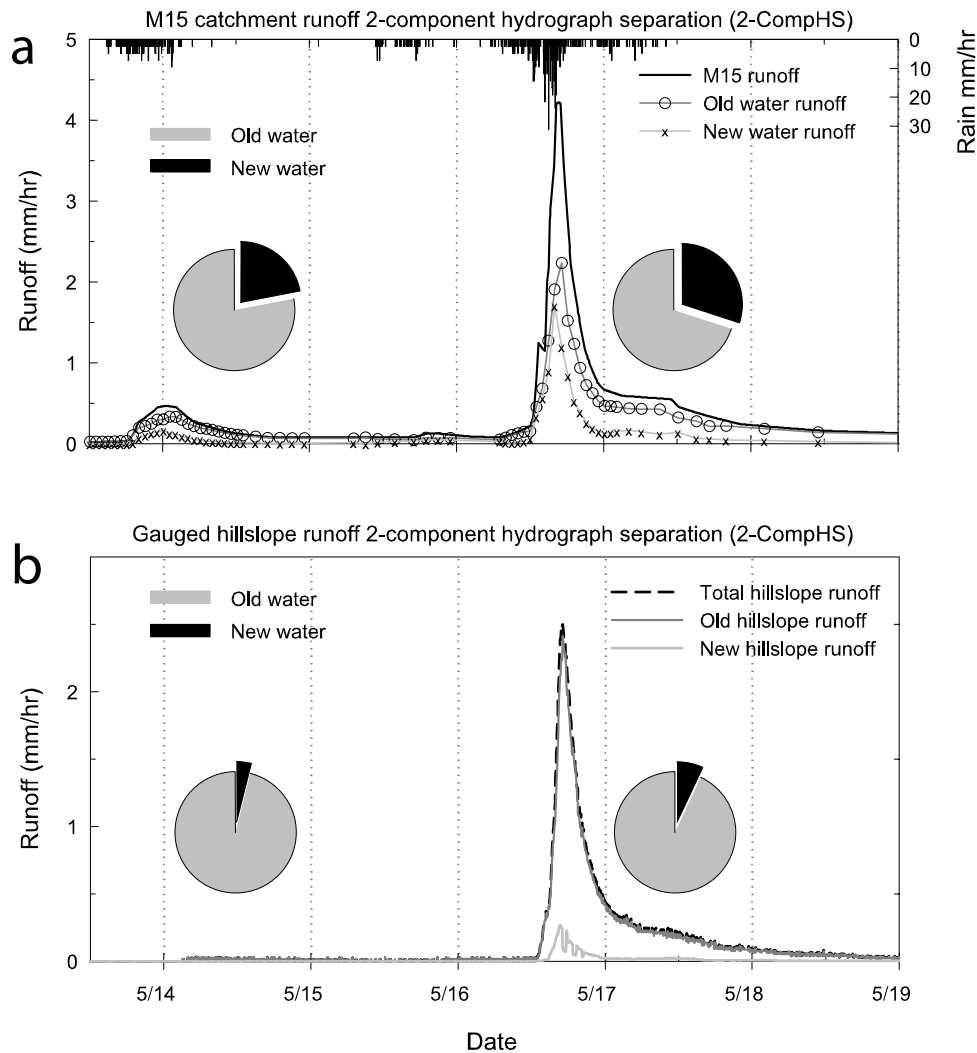 M15 catchment runoff 2-component hydrograph separation (2-CompHS)
a
5
4
3
2
1
0
Runoff (mm/hr)
Old water
New water
M15 runoff
Old water runoff
New water runoff
0
10
20
30
Rain mm/hr
Gauged hillslope runoff 2-component hydrograph separation (2-CompHS)
b
2
1
0
Runoff (mm/hr)
Old water
New water
Total hillslope runoff
Old hillslope runoff
New hillslope runoff
5/14 5/15 5/16 5/17 5/18 5/19
Date